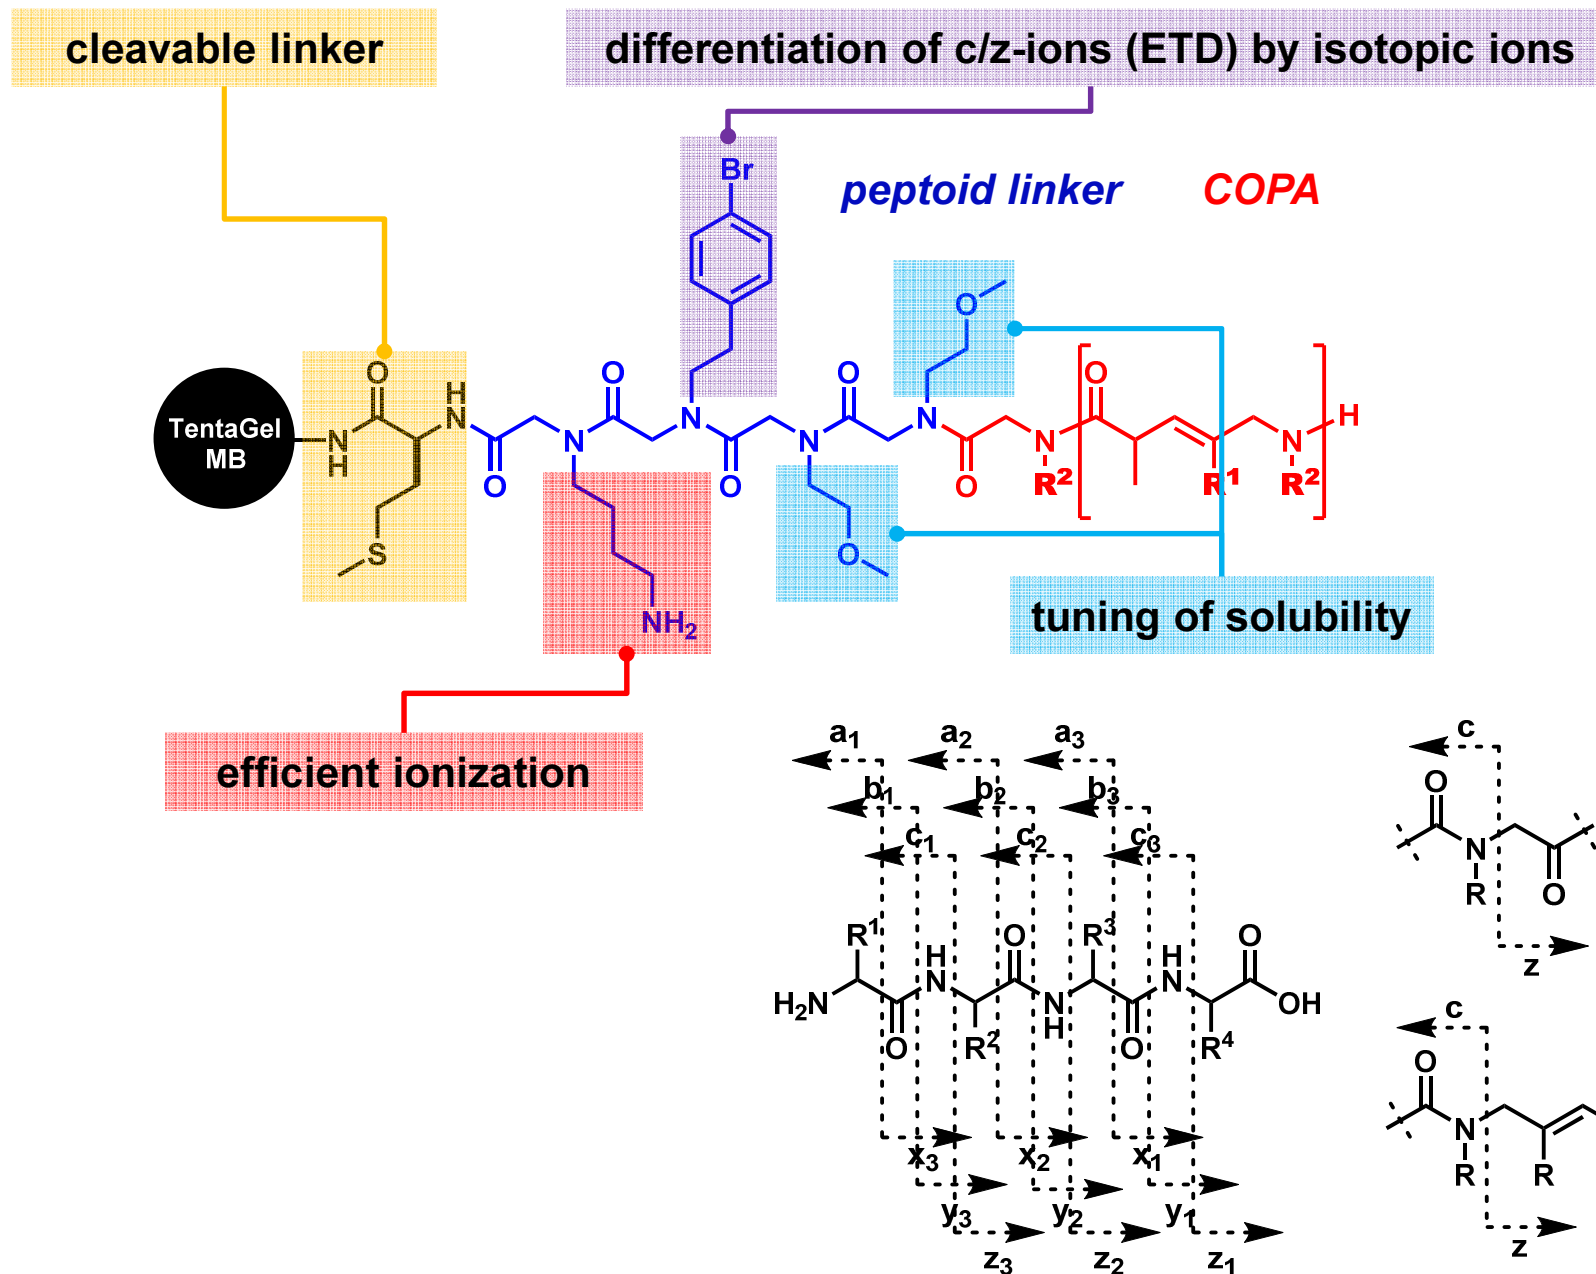 cleavable linker
differentiation of c/z-ions (ETD) by isotopic ions
Br
peptoid linker
COPA
O
O
H
N
O
N
O
N
H
TentaGel
MB
N
H
O
N
O
N
O
N
O
N
R²
R¹
N
R²
S
O
NH₂
tuning of solubility
efficient ionization
a₁
a₂
a₃
b₁
b₂
b₃
c₁
c₂
c₃
R¹
H
N
O
R³
H
N
O
H₂N
N
H
OH
O
R²
O
R⁴
x₃
x₂
x₁
y₃
y₂
y₁
z₃
z₂
z₁
c
O
N
R
O
z
c
O
N
R
R
z